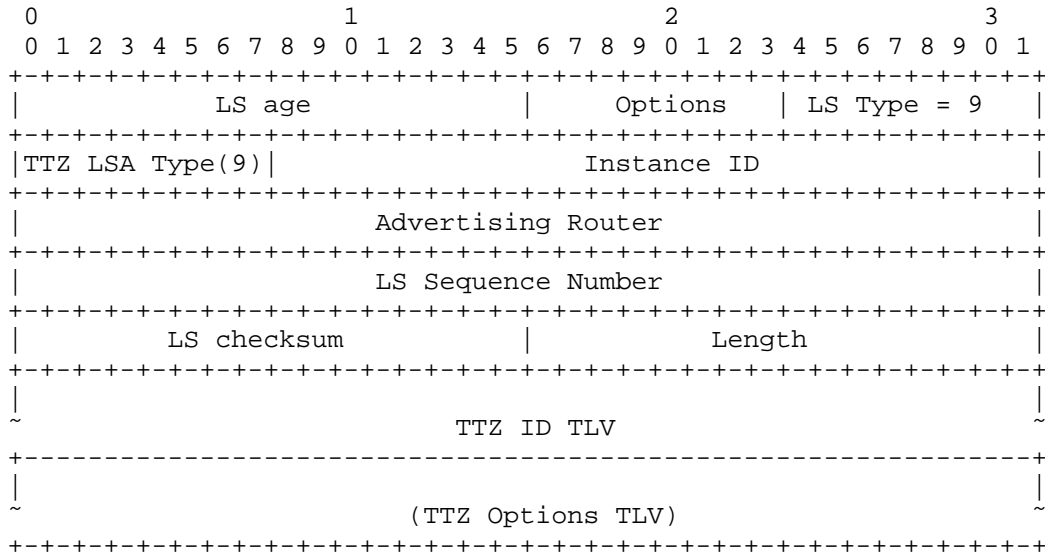 0                   1                   2                   3
 0 1 2 3 4 5 6 7 8 9 0 1 2 3 4 5 6 7 8 9 0 1 2 3 4 5 6 7 8 9 0 1
+-+-+-+-+-+-+-+-+-+-+-+-+-+-+-+-+-+-+-+-+-+-+-+-+-+-+-+-+-+-+-+-+
|            LS age             |     Options   | LS Type = 9   |
+-+-+-+-+-+-+-+-+-+-+-+-+-+-+-+-+-+-+-+-+-+-+-+-+-+-+-+-+-+-+-+-+
|TTZ LSA Type(9)|                   Instance ID                 |
+-+-+-+-+-+-+-+-+-+-+-+-+-+-+-+-+-+-+-+-+-+-+-+-+-+-+-+-+-+-+-+-+
|                      Advertising Router                       |
+-+-+-+-+-+-+-+-+-+-+-+-+-+-+-+-+-+-+-+-+-+-+-+-+-+-+-+-+-+-+-+-+
|                      LS Sequence Number                       |
+-+-+-+-+-+-+-+-+-+-+-+-+-+-+-+-+-+-+-+-+-+-+-+-+-+-+-+-+-+-+-+-+
|         LS checksum           |           Length              |
+-+-+-+-+-+-+-+-+-+-+-+-+-+-+-+-+-+-+-+-+-+-+-+-+-+-+-+-+-+-+-+-+
|                                                               |
~                           TTZ ID TLV                          ~
+---------------------------------------------------------------+
|                                                               |
~                        (TTZ Options TLV)                      ~
+-+-+-+-+-+-+-+-+-+-+-+-+-+-+-+-+-+-+-+-+-+-+-+-+-+-+-+-+-+-+-+-+